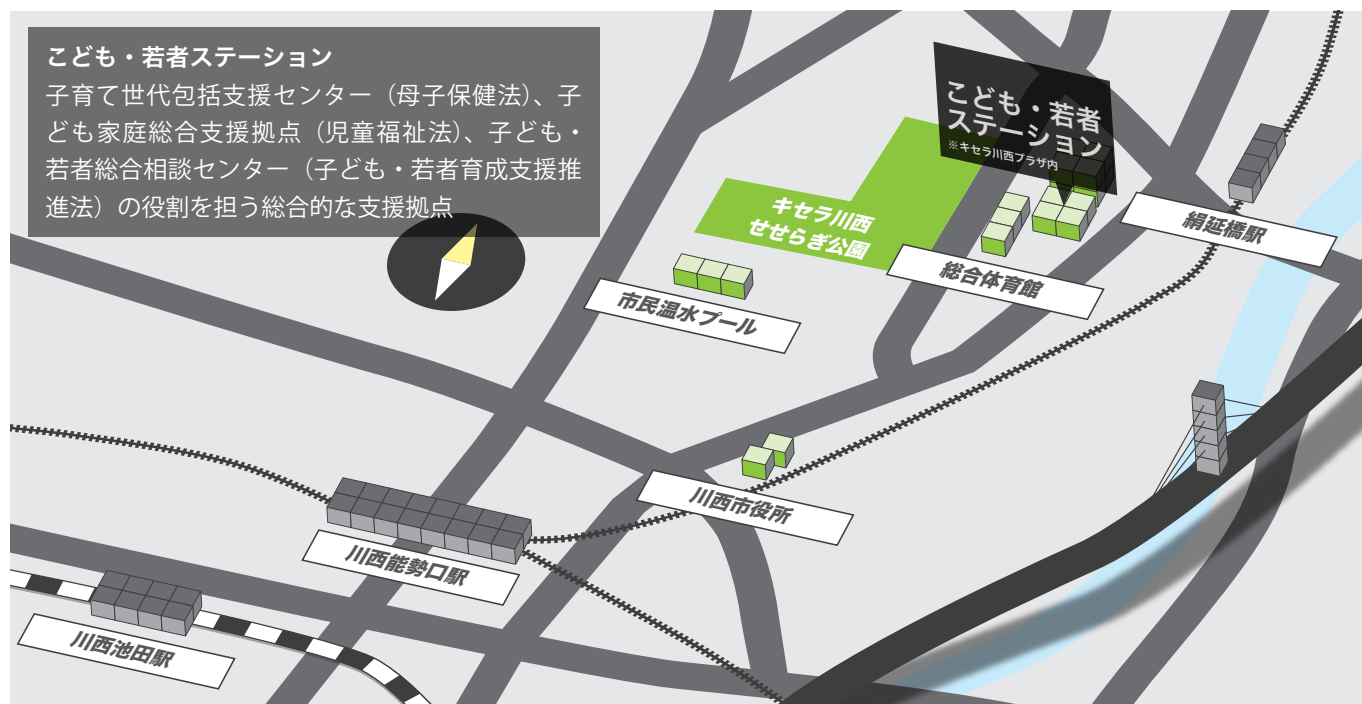 こども・若者ステーション
子育て世代包括支援センター（母子保健法）、子
ども家庭総合支援拠点（児童福祉法）、子ども・
若者総合相談センター（子ども・若者育成支援推
進法）の役割を担う総合的な支援拠点
こども・若者
ステーション
※キセラ川西プラザ内
キセラ川西
せせらぎ公園
絹延橋駅
総合体育館
市民温水プール
川西市役所
川西能勢口駅
川西池田駅